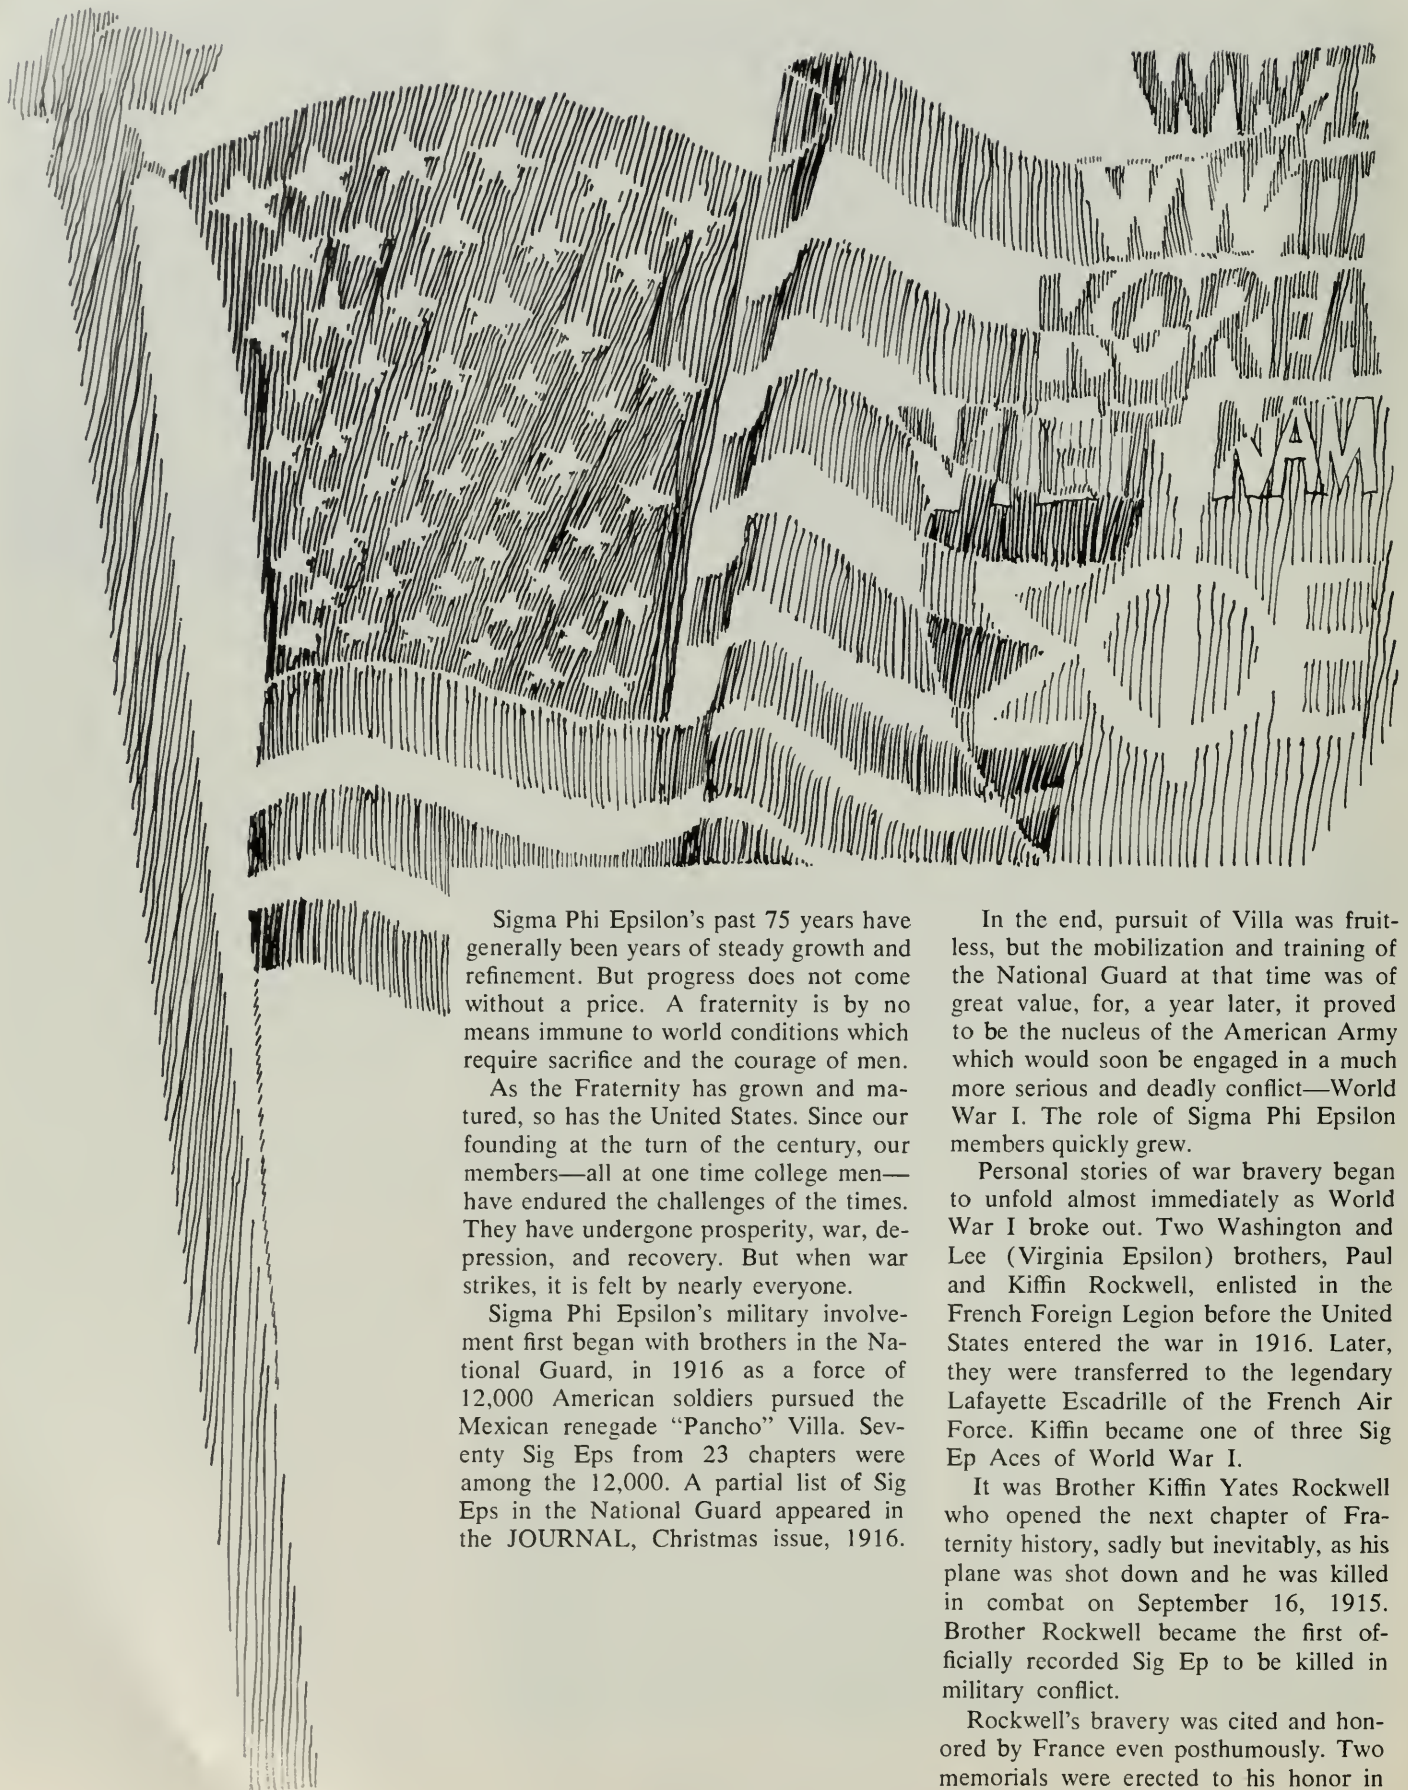 WW I
WW II
KOREA
VIET NAM
ΣΦΕ
Sigma Phi Epsilon's past 75 years have
generally been years of steady growth and
refinement. But progress does not come
without a price. A fraternity is by no
means immune to world conditions which
require sacrifice and the courage of men.
As the Fraternity has grown and ma-
tured, so has the United States. Since our
founding at the turn of the century, our
members—all at one time college men—
have endured the challenges of the times.
They have undergone prosperity, war, de-
pression, and recovery. But when war
strikes, it is felt by nearly everyone.
Sigma Phi Epsilon's military involve-
ment first began with brothers in the Na-
tional Guard, in 1916 as a force of
12,000 American soldiers pursued the
Mexican renegade “Pancho” Villa. Sev-
enty Sig Eps from 23 chapters were
among the 12,000. A partial list of Sig
Eps in the National Guard appeared in
the JOURNAL, Christmas issue, 1916.
In the end, pursuit of Villa was fruit-
less, but the mobilization and training of
the National Guard at that time was of
great value, for, a year later, it proved
to be the nucleus of the American Army
which would soon be engaged in a much
more serious and deadly conflict—World
War I. The role of Sigma Phi Epsilon
members quickly grew.
Personal stories of war bravery began
to unfold almost immediately as World
War I broke out. Two Washington and
Lee (Virginia Epsilon) brothers, Paul
and Kiffin Rockwell, enlisted in the
French Foreign Legion before the United
States entered the war in 1916. Later,
they were transferred to the legendary
Lafayette Escadrille of the French Air
Force. Kiffin became one of three Sig
Ep Aces of World War I.
It was Brother Kiffin Yates Rockwell
who opened the next chapter of Fra-
ternity history, sadly but inevitably, as his
plane was shot down and he was killed
in combat on September 16, 1915.
Brother Rockwell became the first of-
ficially recorded Sig Ep to be killed in
military conflict.
Rockwell's bravery was cited and hon-
ored by France even posthumously. Two
memorials were erected to his honor in